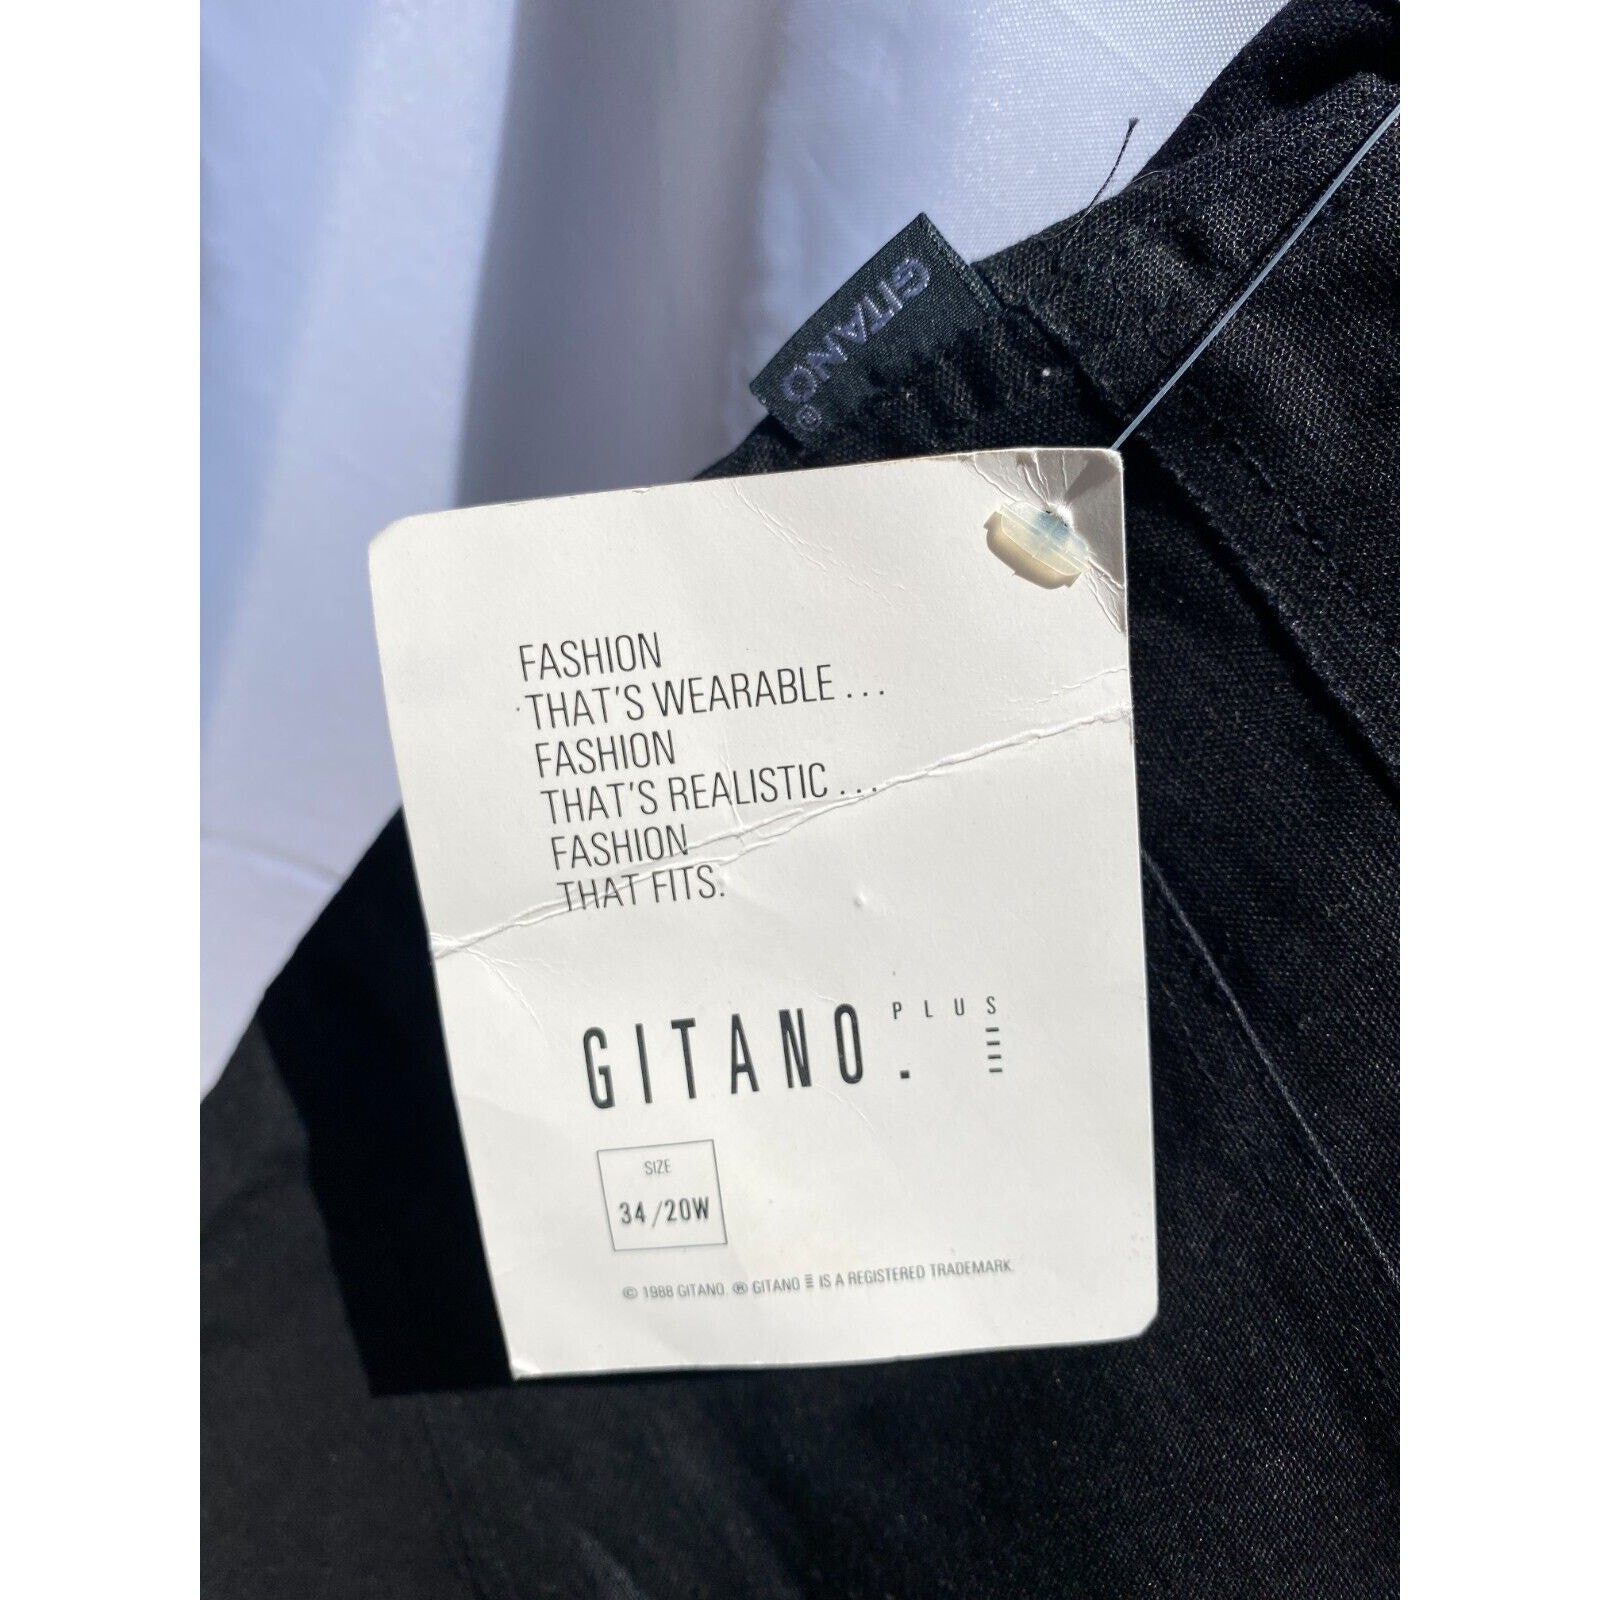 GITANO®
FASHION
THAT'S WEARABLE...
FASHION
THAT'S REALISTIC...
FASHION
THAT FITS.
GITANO. PLUS
SIZE
34/20W
© 1988 GITANO. ® GITANO IS A REGISTERED TRADEMARK.